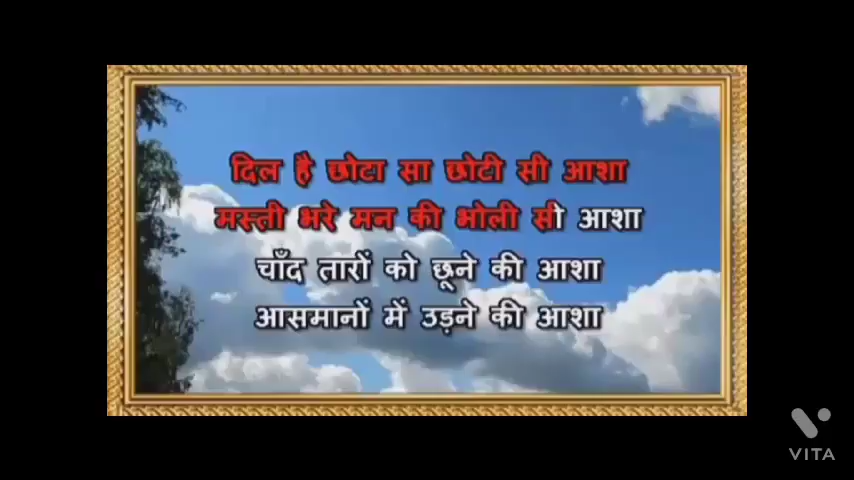 दिल है छोटा सा छोटी सी आशा
मस्ती भरे मन की भोली सी आशा
चाँद तारों को छूने की आशा
आसमानों में उड़ने की आशा
VITA